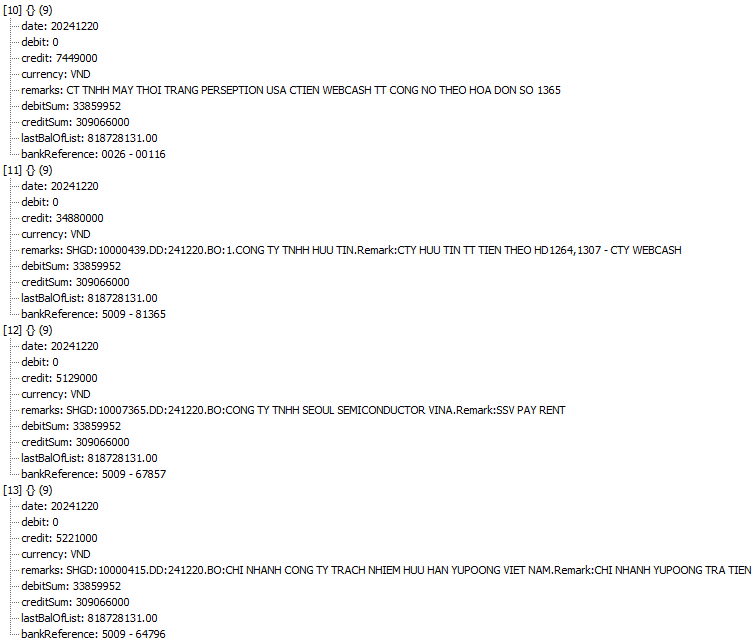 [10] {} (9)
date: 20241220
debit: 0
credit: 7449000
currency: VND
remarks: CT TNHH MAY THOI TRANG PERSEPTION USA CTIEN WEBCASH TT CONG NO THEO HOA DON SO 1365
debitSum: 33859952
creditSum: 309066000
lastBalOfList: 818728131.00
bankReference: 0026 - 00116
[11] {} (9)
date: 20241220
debit: 0
credit: 34880000
currency: VND
remarks: SHGD:10000439.DD:241220.BO:1.CONG TY TNHH HUU TIN.Remark:CTY HUU TIN TT TIEN THEO HD1264,1307 - CTY WEBCASH
debitSum: 33859952
creditSum: 309066000
lastBalOfList: 818728131.00
bankReference: 5009 - 81365
[12] {} (9)
date: 20241220
debit: 0
credit: 5129000
currency: VND
remarks: SHGD:10007365.DD:241220.BO:CONG TY TNHH SEOUL SEMICONDUCTOR VINA.Remark:SSV PAY RENT
debitSum: 33859952
creditSum: 309066000
lastBalOfList: 818728131.00
bankReference: 5009 - 67857
[13] {} (9)
date: 20241220
debit: 0
credit: 5221000
currency: VND
remarks: SHGD:10000415.DD:241220.BO:CHI NHANH CONG TY TRACH NHIEM HUU HAN YUPOONG VIET NAM.Remark:CHI NHANH YUPOONG TRA TIEN
debitSum: 33859952
creditSum: 309066000
lastBalOfList: 818728131.00
bankReference: 5009 - 64796